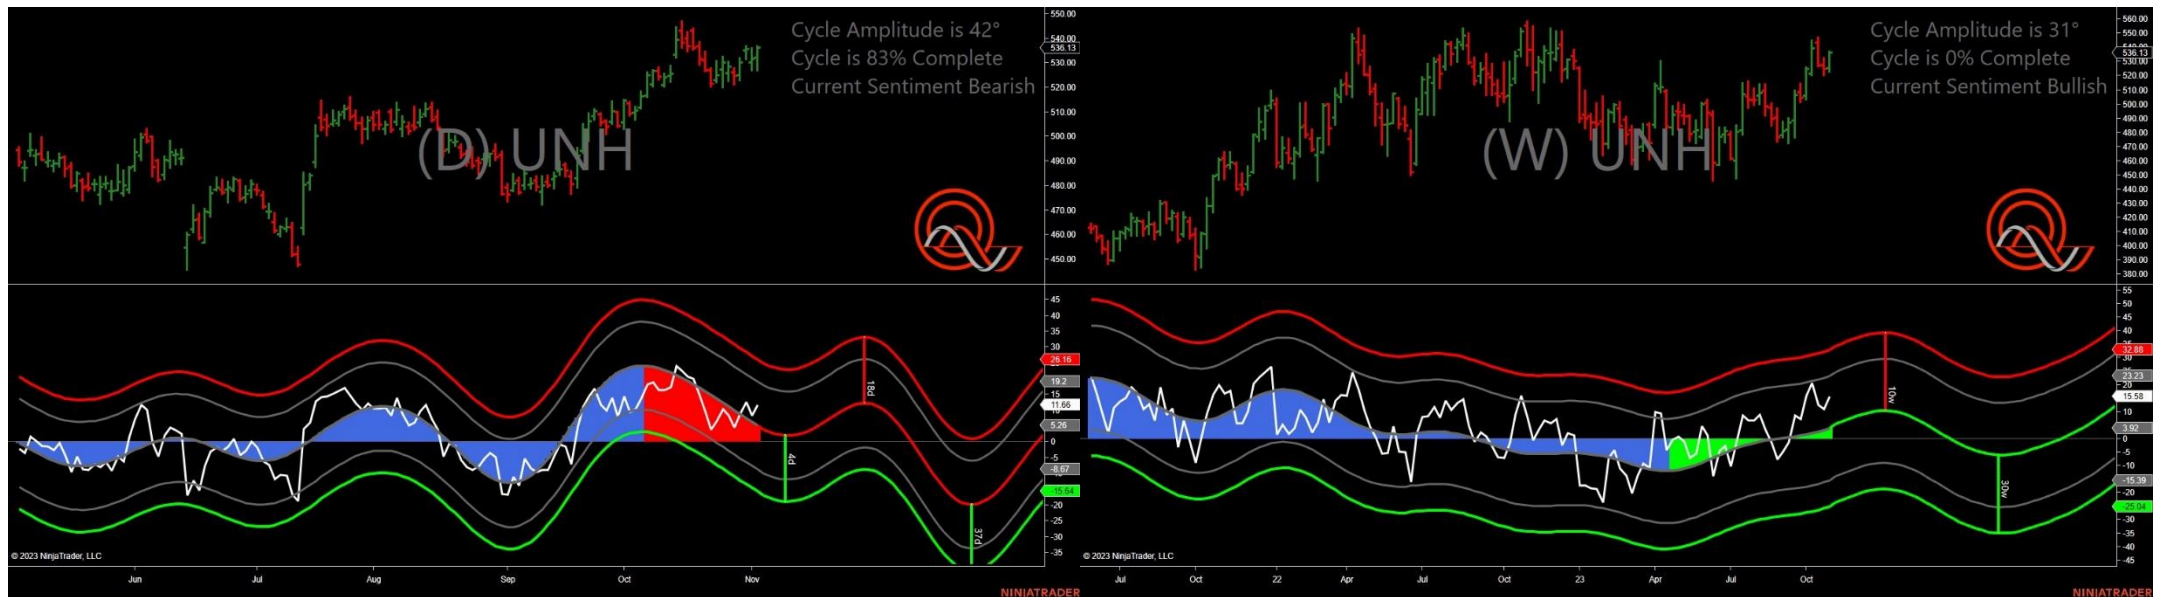 Cycle Amplitude is 42°
Cycle is 83% Complete
Current Sentiment Bearish
(D) UNH
550.00
540.00
536.13
530.00
520.00
510.00
500.00
490.00
480.00
470.00
460.00
450.00
45
40
35
30
26.16
19.2
15
11.66
5.26
0
-5
-8.67
-15.64
-20
-25
-30
-35
18d
4d
37d
© 2023 NinjaTrader, LLC
Jun
Jul
Aug
Sep
Oct
Nov
NINJATRADER
Cycle Amplitude is 31°
Cycle is 0% Complete
Current Sentiment Bullish
(W) UNH
560.00
550.00
536.13
530.00
520.00
510.00
500.00
490.00
480.00
470.00
460.00
450.00
440.00
430.00
420.00
410.00
400.00
390.00
380.00
55
50
45
40
32.88
23.23
20
15.58
10
3.92
0
-5
-10
-15.39
-20
-25.04
-30
-35
-40
-45
10w
30w
© 2023 NinjaTrader, LLC
Jul
Oct
22
Apr
Jul
Oct
23
Apr
Jul
Oct
NINJATRADER